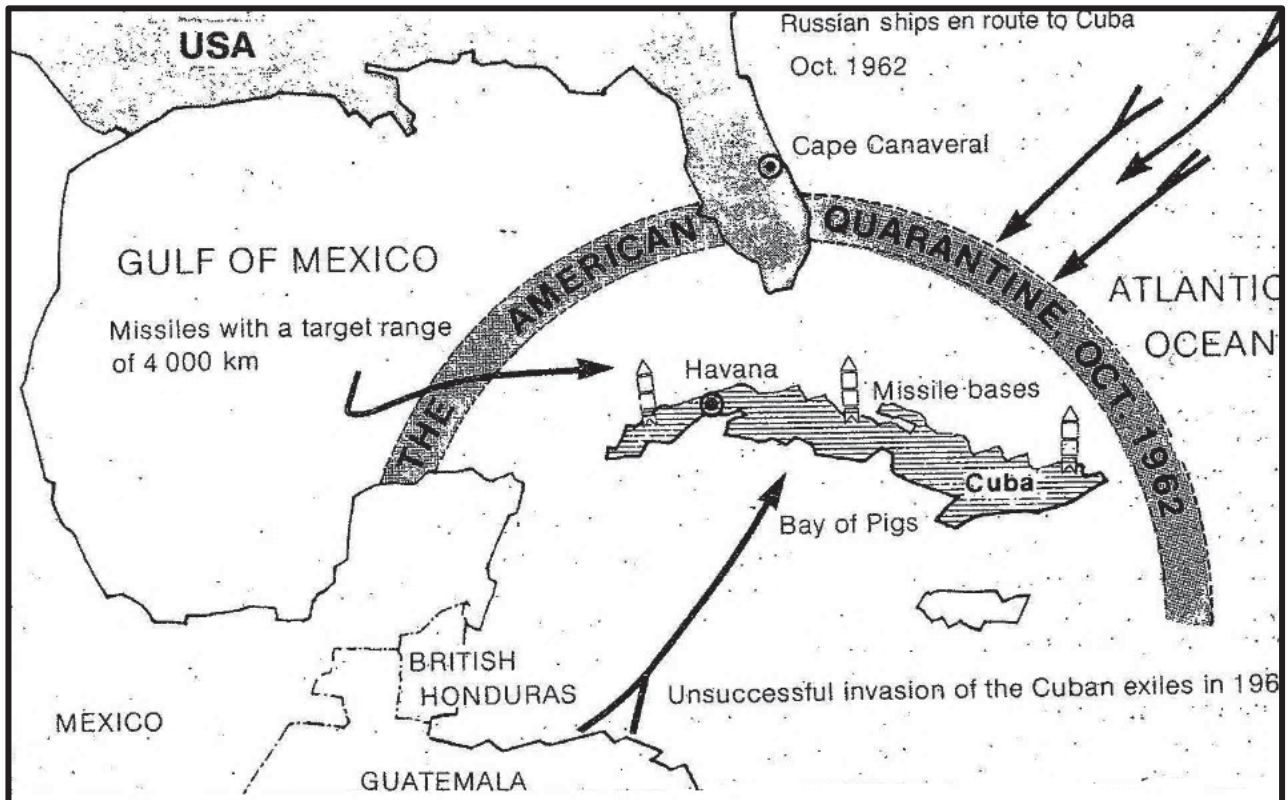 USA
Russian ships en route to Cuba
Oct. 1962
Cape Canaveral
THE AMERICAN QUARANTINE, OCT. 1962
GULF OF MEXICO
ATLANTIC
OCEAN
Missiles with a target range
of 4 000 km
Havana
Missile bases
Cuba
Bay of Pigs
BRITISH
HONDURAS
Unsuccessful invasion of the Cuban exiles in 196
MEXICO
GUATEMALA